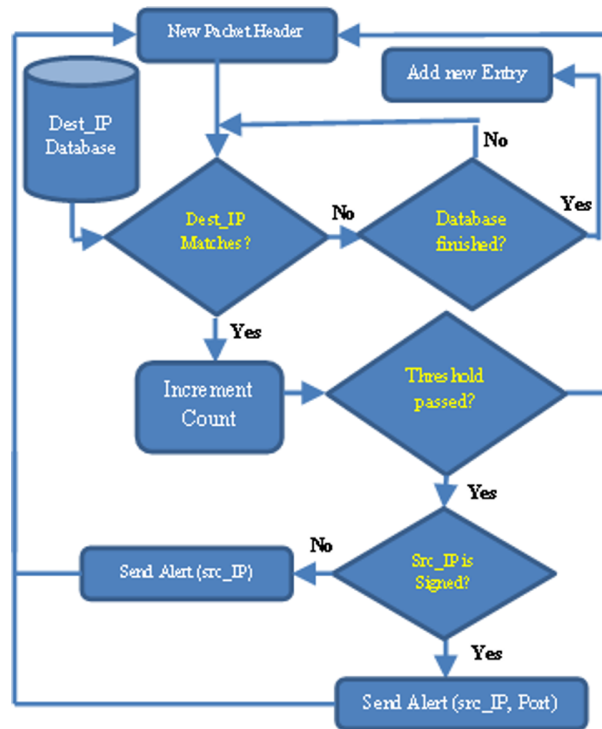 New Packet Header
Add new Entry
Dest_IP
Database
No
Dest_IP
Matches?
No
Database
finished?
Yes
Yes
Increment
Count
Threshold
passed?
Yes
No
Send Alert (src_IP)
Src_IP is
Signed?
Yes
Send Alert (src_IP, Port)